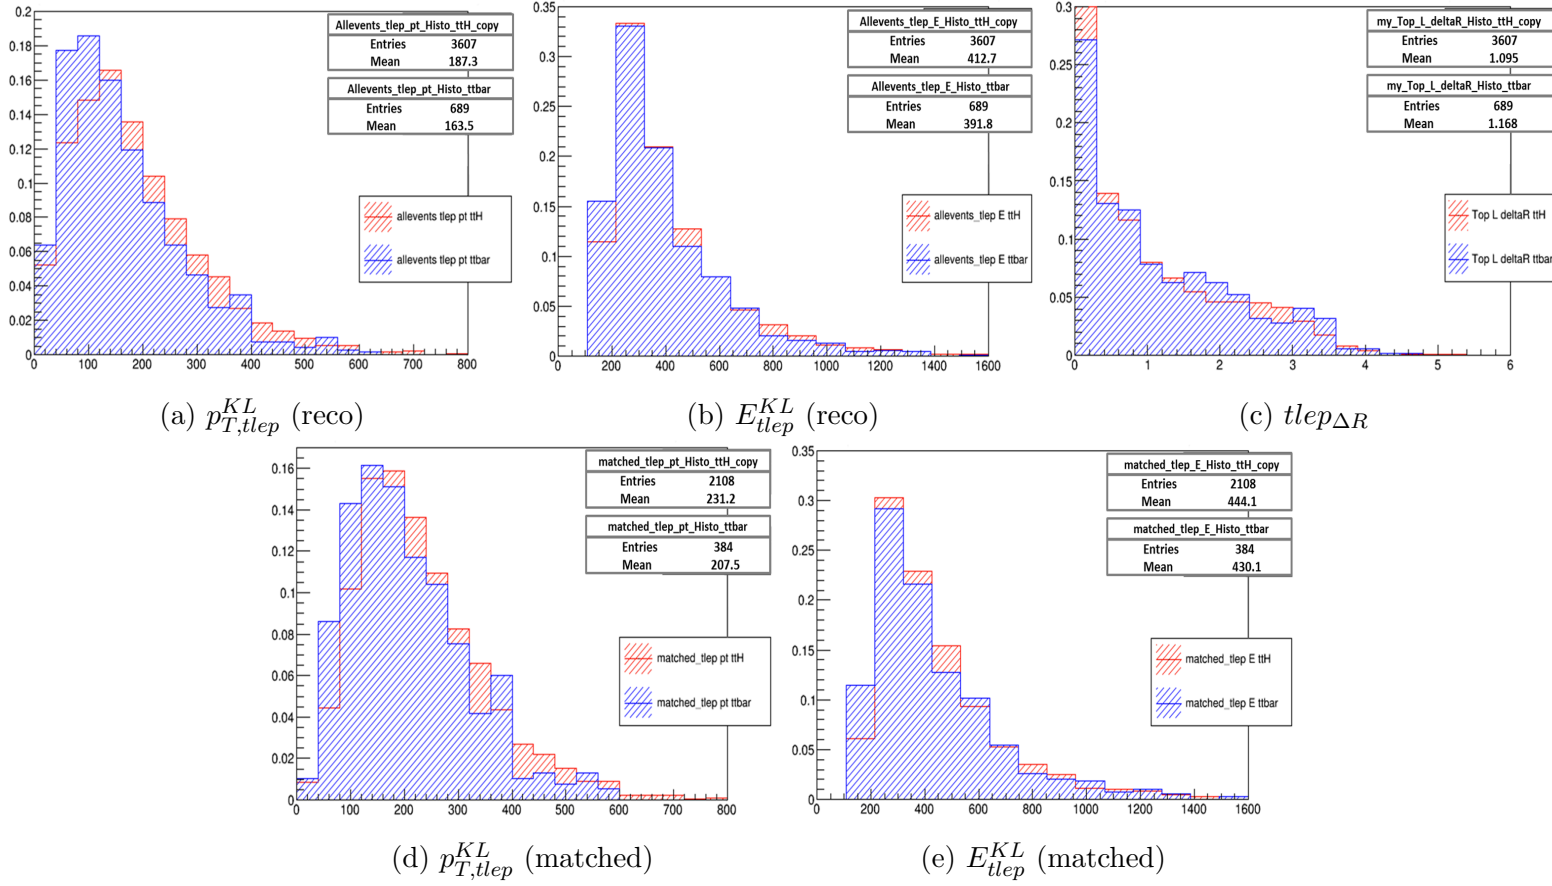 Allevents_tlep_pt_Histo_ttH_copy
Entries 3607
Mean 187.3
Allevents_tlep_pt_Histo_ttbar
Entries 689
Mean 163.5
allevents tlep pt ttH
allevents tlep pt ttbar
0.2
0.18
0.16
0.14
0.12
0.1
0.08
0.06
0.04
0.02
0 100 200 300 400 500 600 700 800
(a) p_{T,tlep}^{KL} (reco)
Allevents_tlep_E_Histo_ttH_copy
Entries 3607
Mean 412.7
Allevents_tlep_E_Histo_ttbar
Entries 689
Mean 391.8
allevents_tlep E ttH
allevents_tlep E ttbar
0.35
0.3
0.25
0.2
0.15
0.1
0.05
0
0 200 400 600 800 1000 1200 1400 1600
(b) E_{tlep}^{KL} (reco)
my_Top_L_deltaR_Histo_ttH_copy
Entries 3607
Mean 1.095
my_Top_L_deltaR_Histo_ttbar
Entries 689
Mean 1.168
Top L deltaR ttH
Top L deltaR ttbar
0.3
0.25
0.2
0.15
0.1
0.05
0
0 1 2 3 4 5 6
(c) tlep_{ΔR}
matched_tlep_pt_Histo_ttH_copy
Entries 2108
Mean 231.2
matched_tlep_pt_Histo_ttbar
Entries 384
Mean 207.5
matched_tlep pt ttH
matched_tlep pt ttbar
0.16
0.14
0.12
0.1
0.08
0.06
0.04
0.02
0
0 100 200 300 400 500 600 700 800
(d) p_{T,tlep}^{KL} (matched)
matched_tlep_E_Histo_ttH_copy
Entries 2108
Mean 444.1
matched_tlep_E_Histo_ttbar
Entries 384
Mean 430.1
matched_tlep E ttH
matched_tlep E ttbar
0.35
0.3
0.25
0.2
0.15
0.1
0.05
0
0 200 400 600 800 1000 1200 1400 1600
(e) E_{tlep}^{KL} (matched)